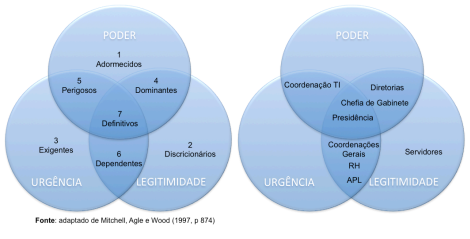 PODER
1
Adormecidos
5
Perigosos
4
Dominantes
7
Definitivos
3
Exigentes
6
Dependentes
2
Discricionários
URGÊNCIA
LEGITIMIDADE
Fonte: adaptado de Mitchell, Agle e Wood (1997, p 874)
PODER
Coordenação TI
Diretorias
Chefia de Gabinete
Presidência
Coordenações
Gerais
RH
APL
Servidores
URGÊNCIA
LEGITIMIDADE